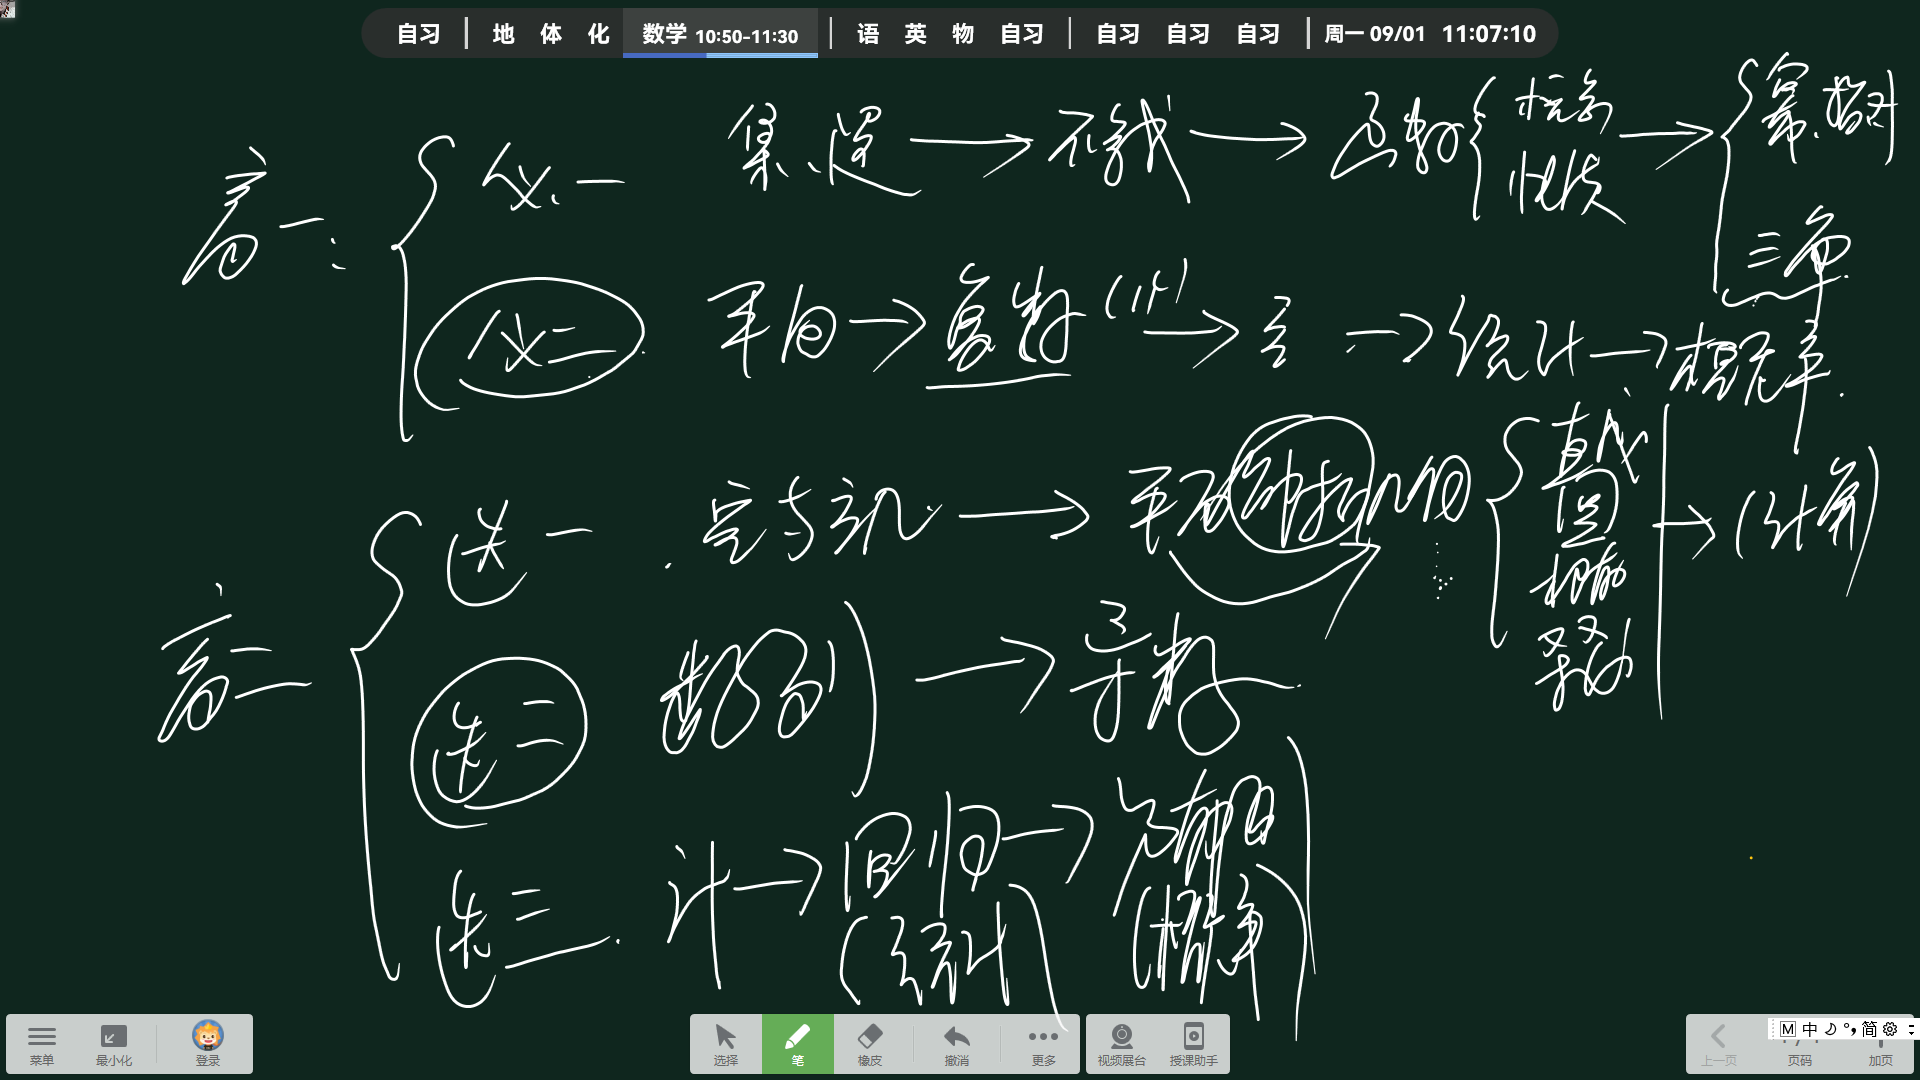 自习 | 地 体 化 数学 10:50-11:30 | 语 英 物 自习 | 自习 自习 自习 | 周一 09/01 11:07:10
高一: 必一 集、逻 → 不等式 → 函数 { 概念 性质 → { 幂.指对 三角
必二 平向 → 复数 → 立 → 统计 → 概率
高二 选一 空与立几 → 平面解析几何 { 直线 圆 椭 双 → (计算)
选二 数列 → 导数
选三 计 → 回归 (统计) → 分布 (概率)
菜单 最小化 登录 选择 笔 橡皮 撤消 更多 视频展台 授课助手 上一页 页码 加页
M 中 简